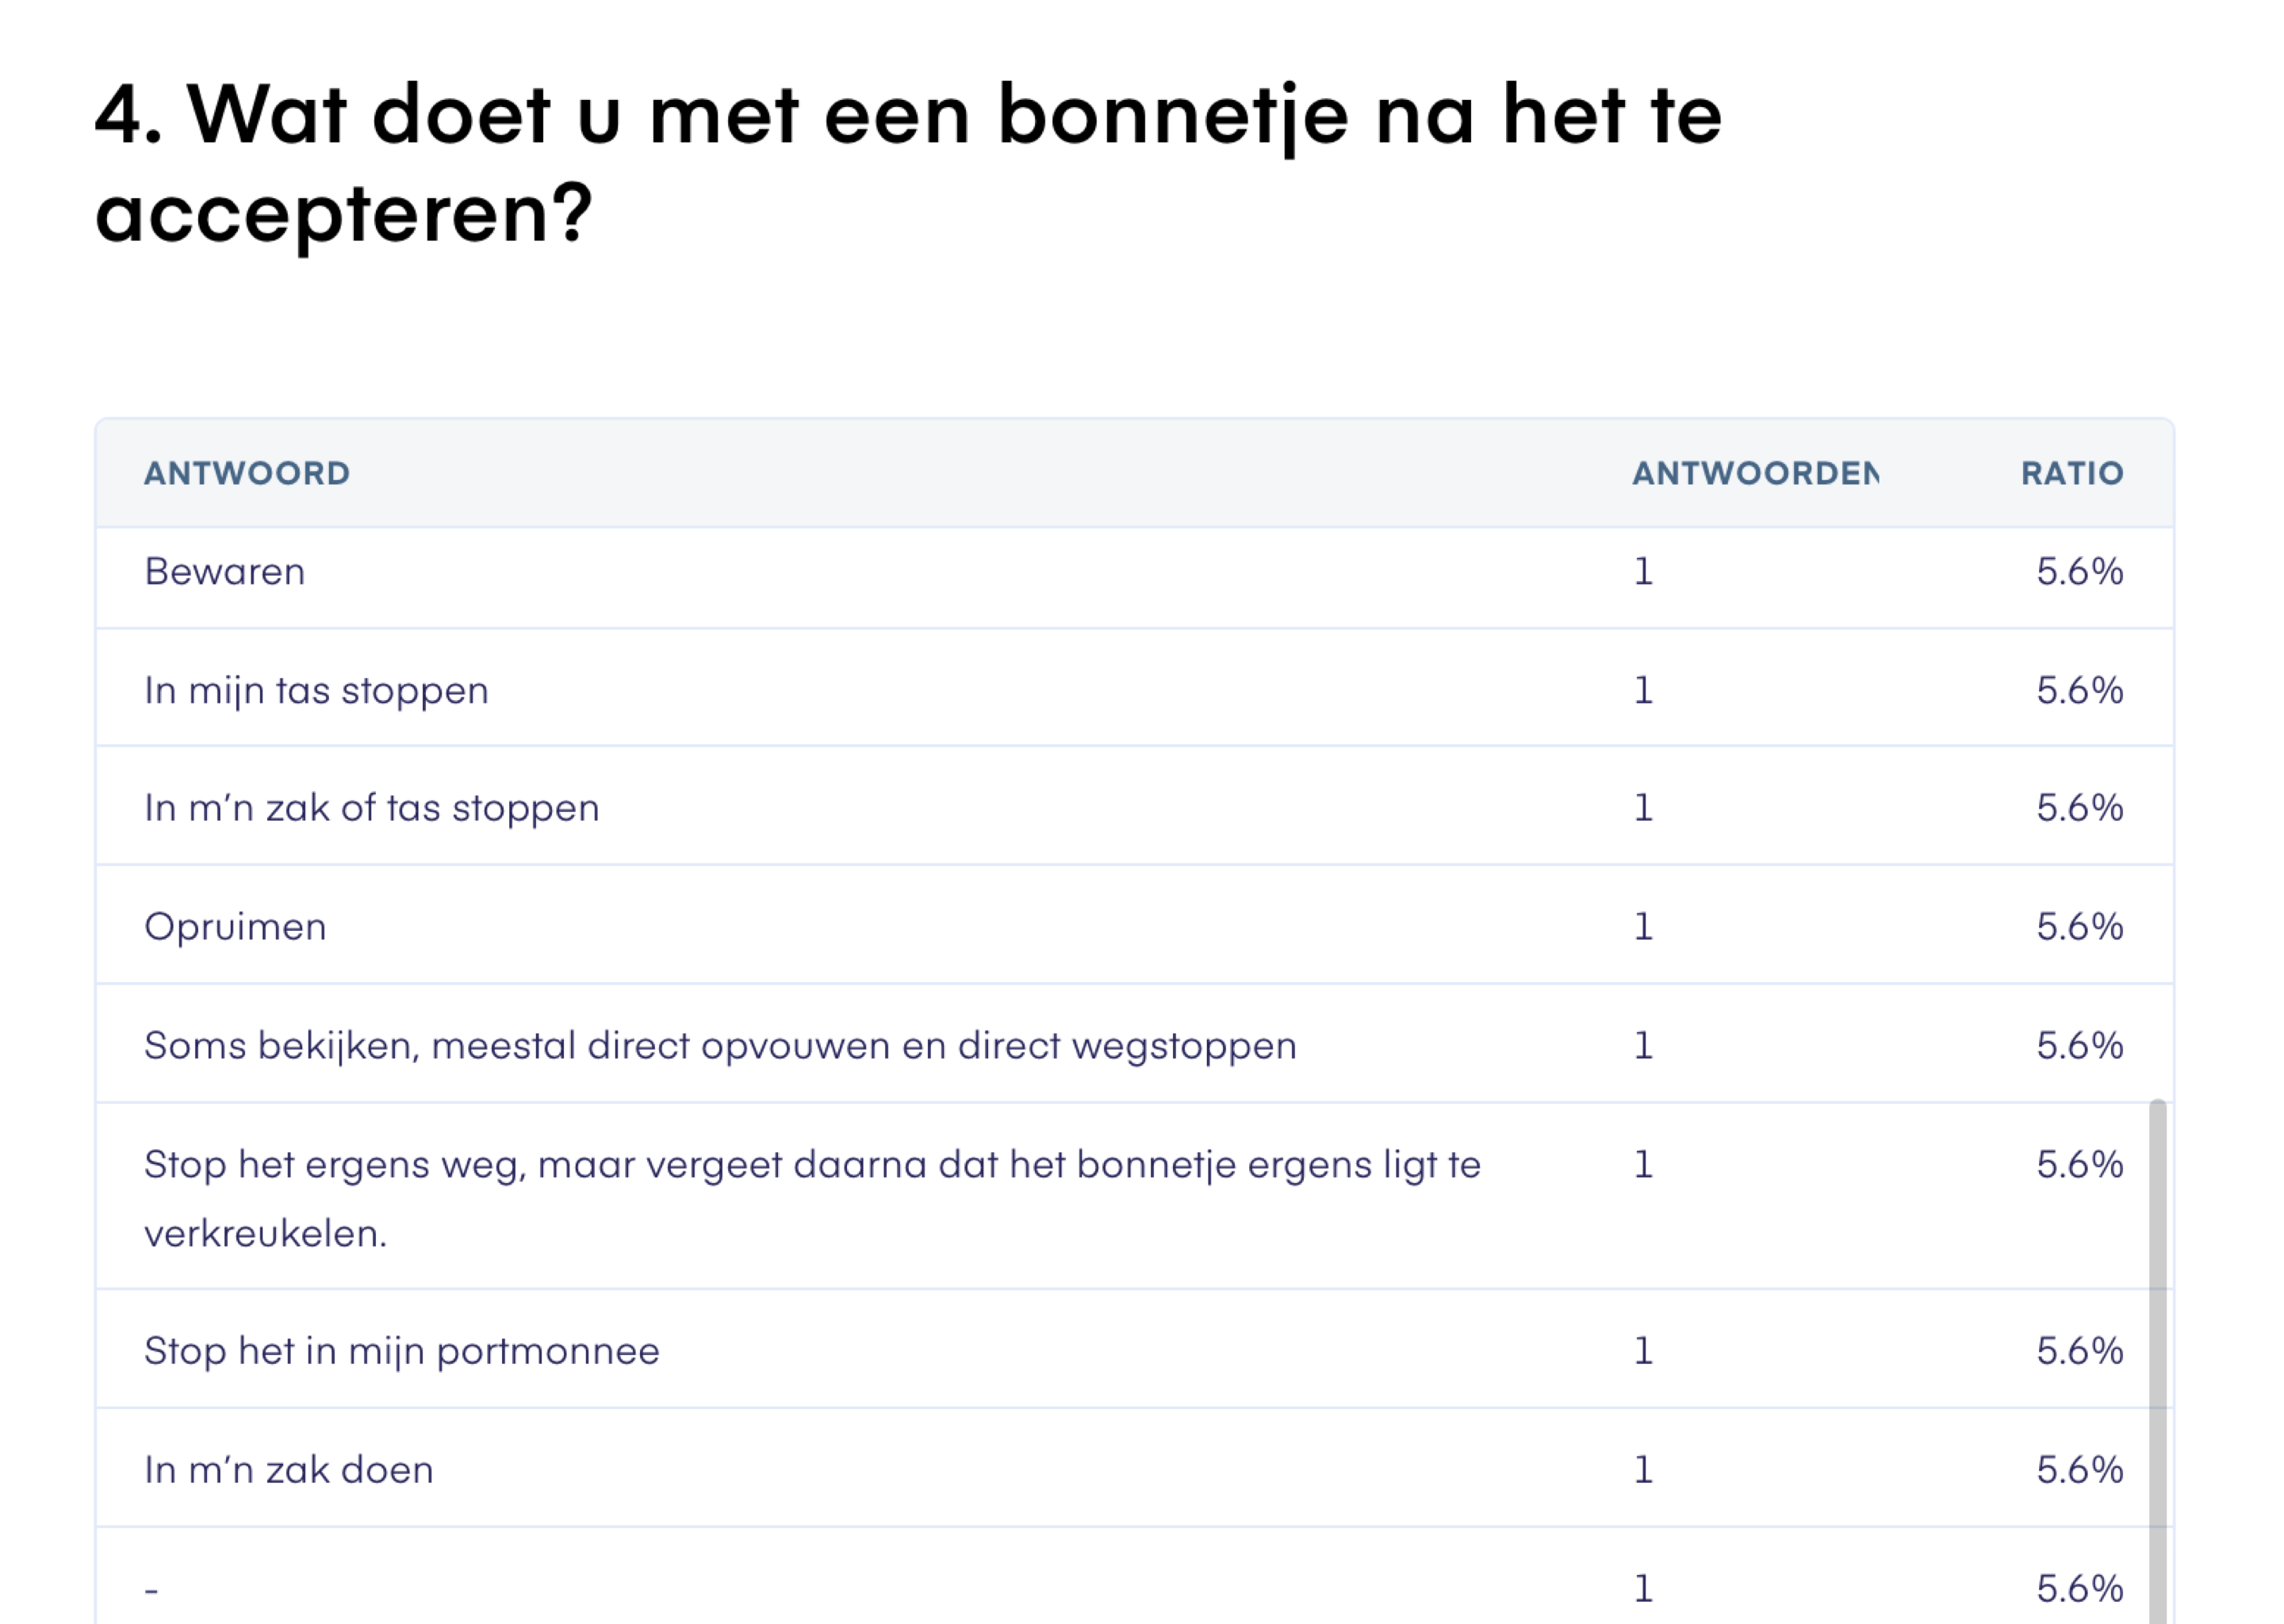 4. Wat doet u met een bonnetje na het te
accepteren?
ANTWOORD ANTWOORDEN RATIO
Bewaren 1 5.6%
In mijn tas stoppen 1 5.6%
In m’n zak of tas stoppen 1 5.6%
Opruimen 1 5.6%
Soms bekijken, meestal direct opvouwen en direct wegstoppen 1 5.6%
Stop het ergens weg, maar vergeet daarna dat het bonnetje ergens ligt te 1 5.6%
verkreukelen.
Stop het in mijn portmonnee 1 5.6%
In m’n zak doen 1 5.6%
- 1 5.6%